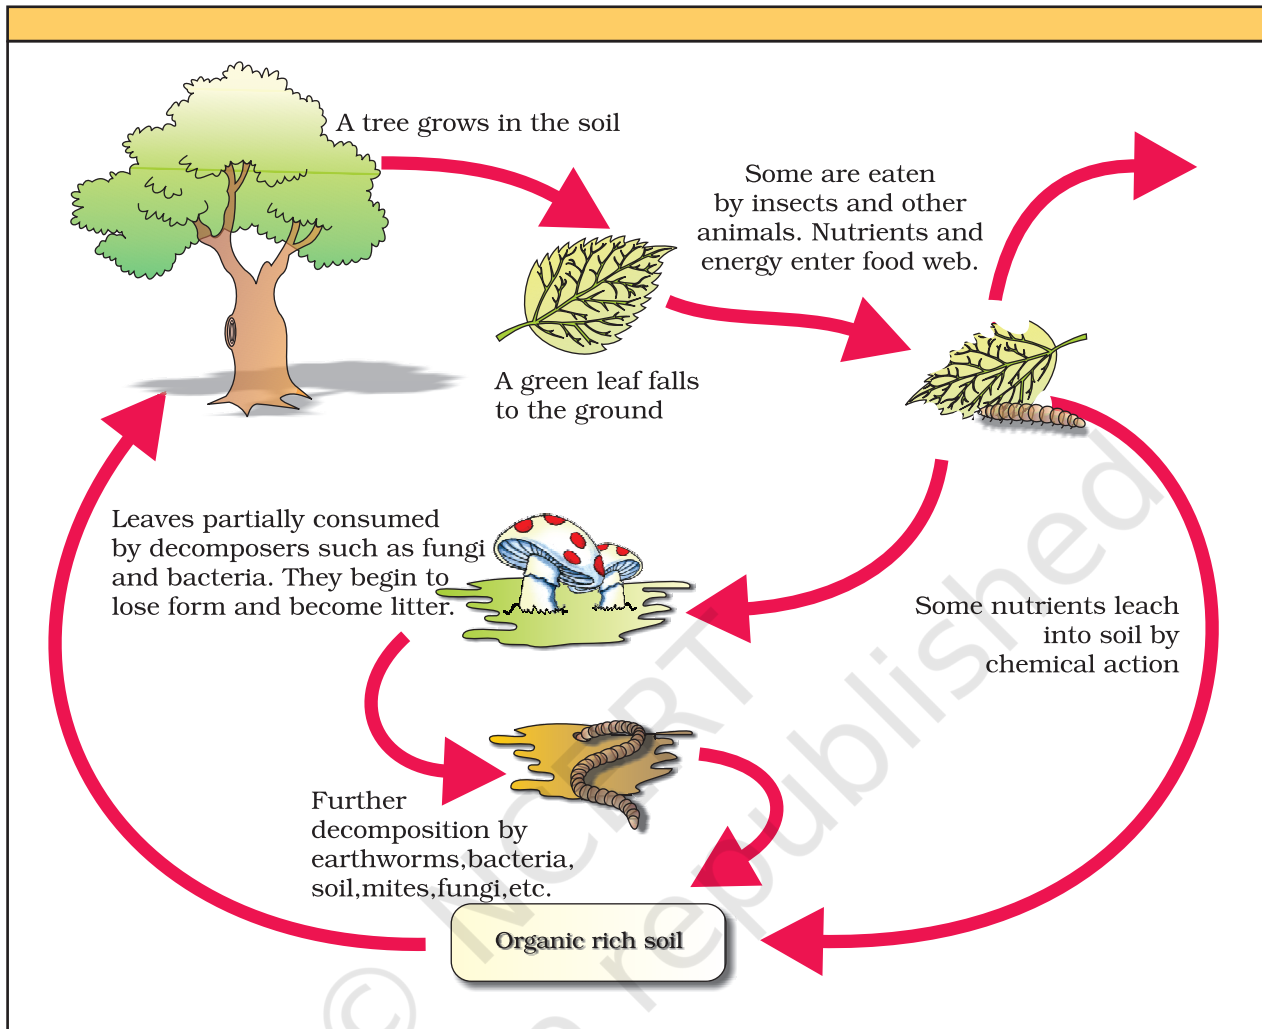 A tree grows in the soil
Some are eaten
by insects and other
animals. Nutrients and
energy enter food web.
A green leaf falls
to the ground
Leaves partially consumed
by decomposers such as fungi
and bacteria. They begin to
lose form and become litter.
Some nutrients leach
into soil by
chemical action
Further
decomposition by
earthworms,bacteria,
soil,mites,fungi,etc.
Organic rich soil
© NCERT
republished